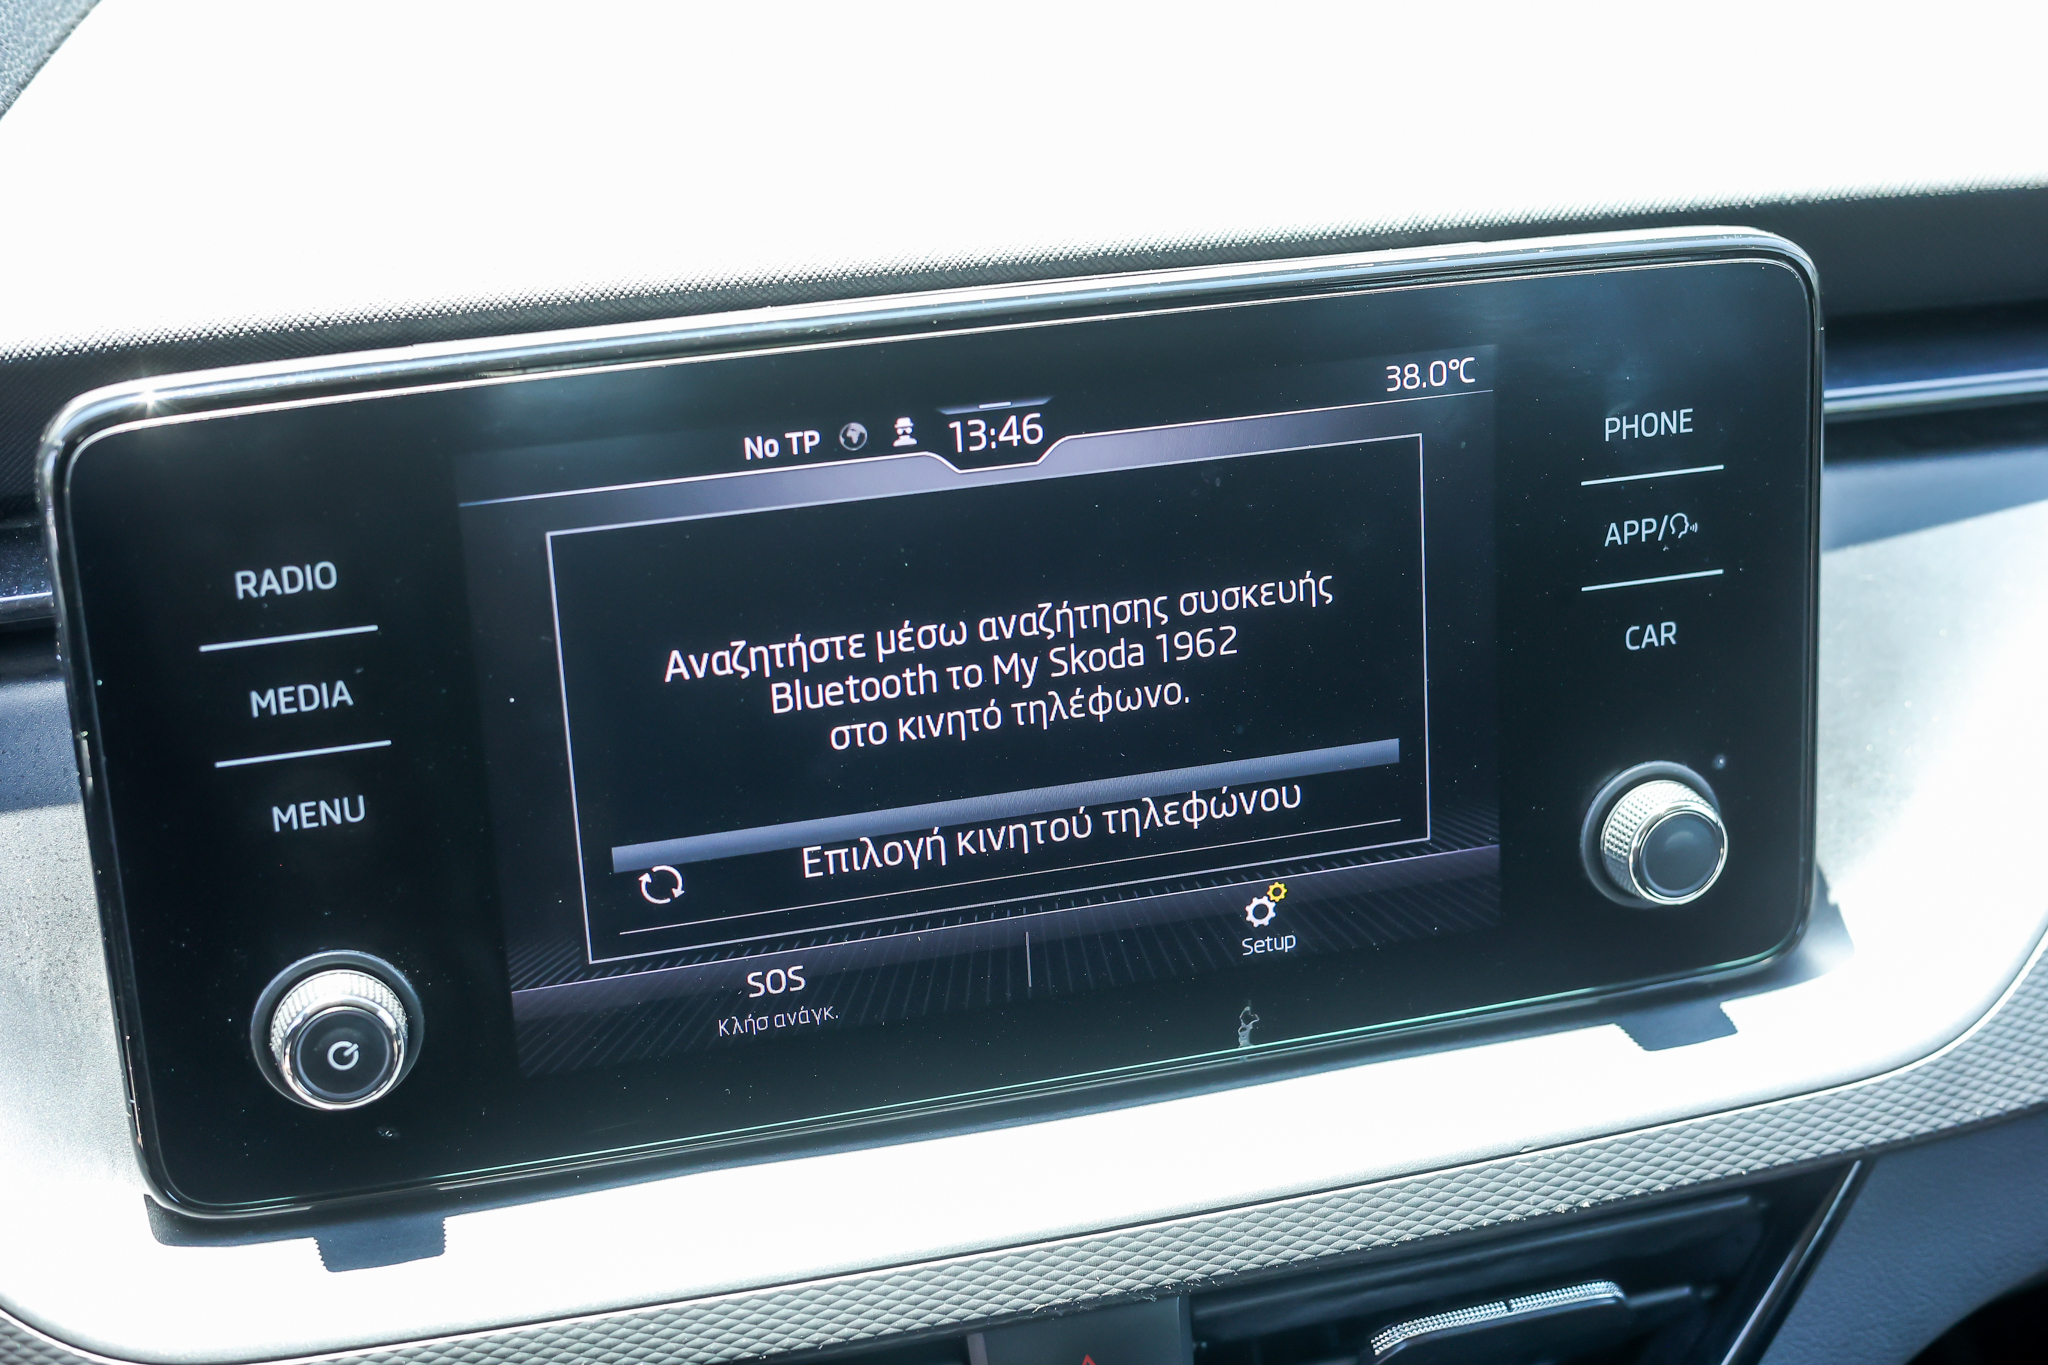 38.0°C
No TP 13:46
RADIO
MEDIA
MENU
PHONE
APP/
CAR
Αναζητήστε μέσω αναζήτησης συσκευής
Bluetooth το My Skoda 1962
στο κινητό τηλέφωνο.
Επιλογή κινητού τηλεφώνου
SOS
Κλήσ ανάγκ.
Setup